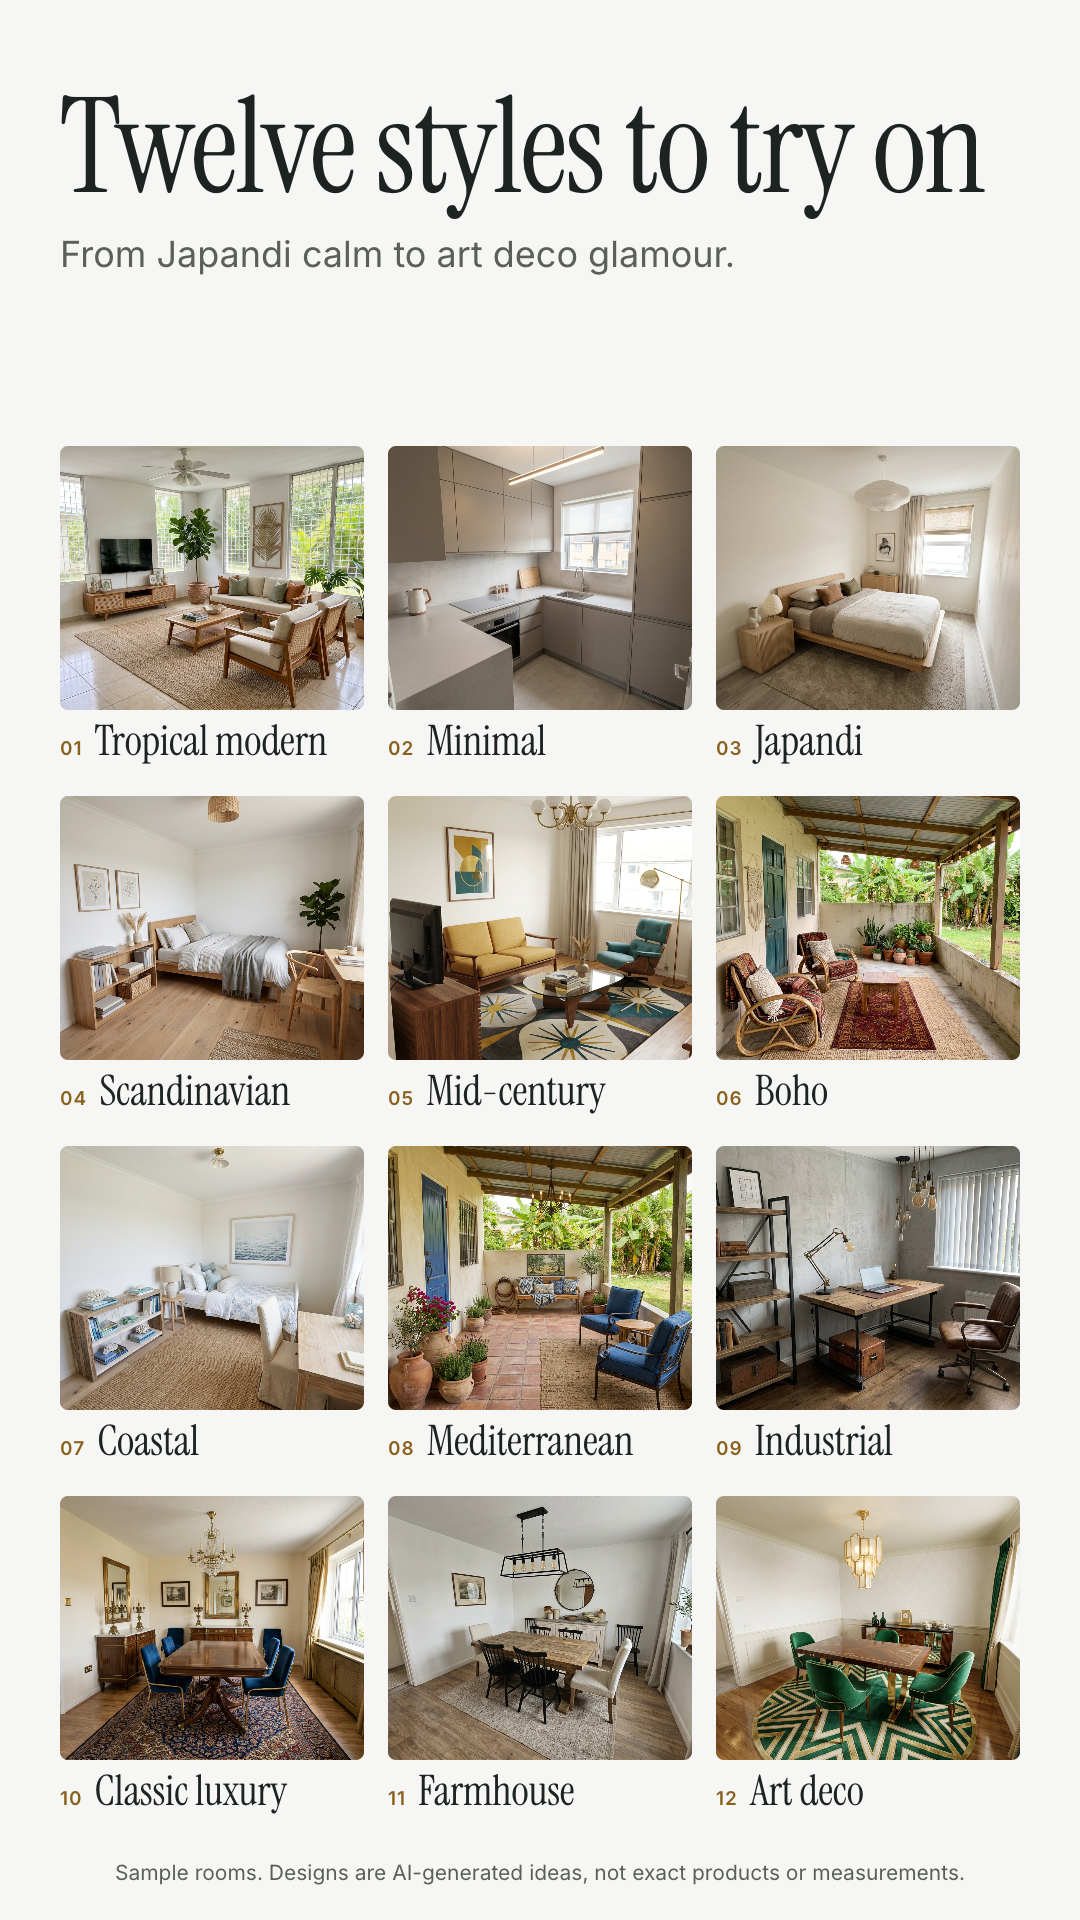 Twelve styles to try on
From Japandi calm to art deco glamour.
01 Tropical modern
02 Minimal
03 Japandi
04 Scandinavian
05 Mid-century
06 Boho
07 Coastal
08 Mediterranean
09 Industrial
10 Classic luxury
11 Farmhouse
12 Art deco
Sample rooms. Designs are AI-generated ideas, not exact products or measurements.